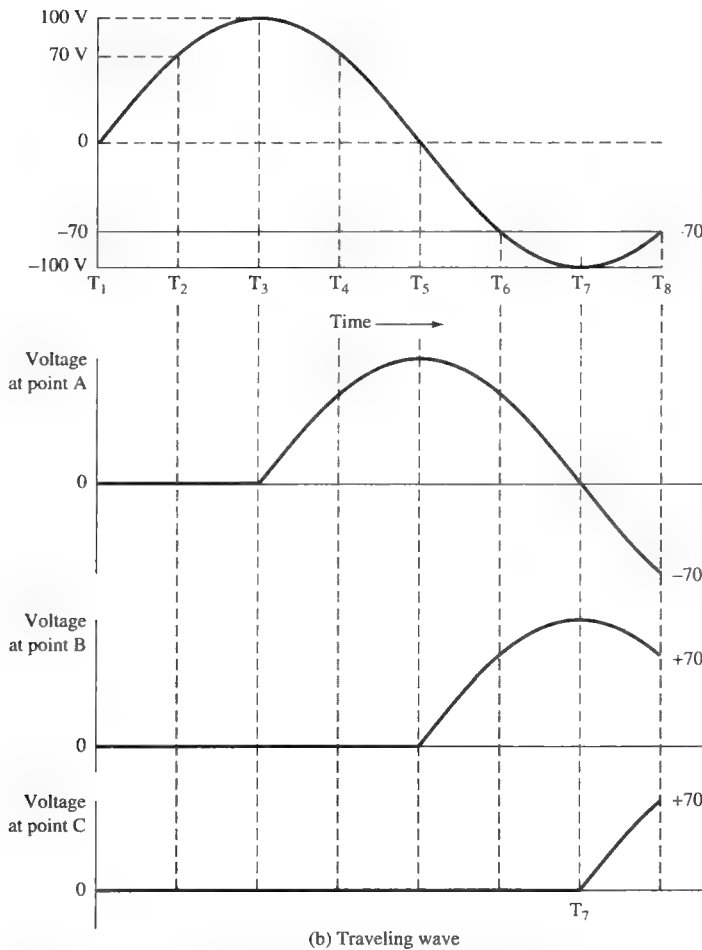 100 V
70 V
0
−70
·70
−100 V
T₁ T₂ T₃ T₄ T₅ T₆ T₇ T₈
Time
Voltage
at point A
0
−70
Voltage
at point B
+70
0
Voltage
at point C
+70
0
T₇
(b) Traveling wave